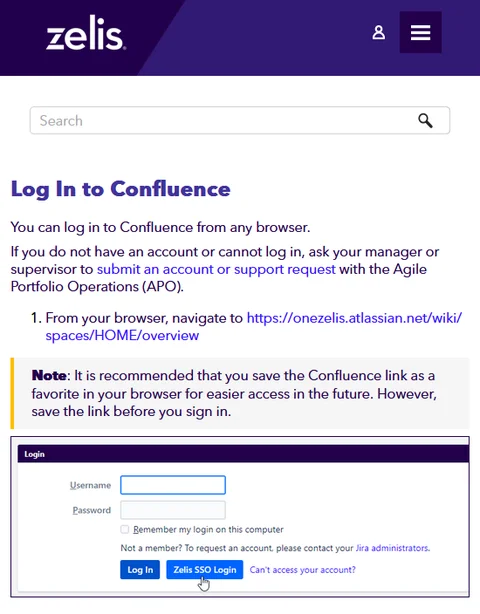 zelis.
Search
Log In to Confluence
You can log in to Confluence from any browser.
If you do not have an account or cannot log in, ask your manager or
supervisor to submit an account or support request with the Agile
Portfolio Operations (APO).
1. From your browser, navigate to https://onezelis.atlassian.net/wiki/
spaces/HOME/overview
Note: It is recommended that you save the Confluence link as a
favorite in your browser for easier access in the future. However,
save the link before you sign in.
Login
Username
Password
Remember my login on this computer
Not a member? To request an account, please contact your Jira administrators.
Log In Zelis SSO Login Can't access your account?